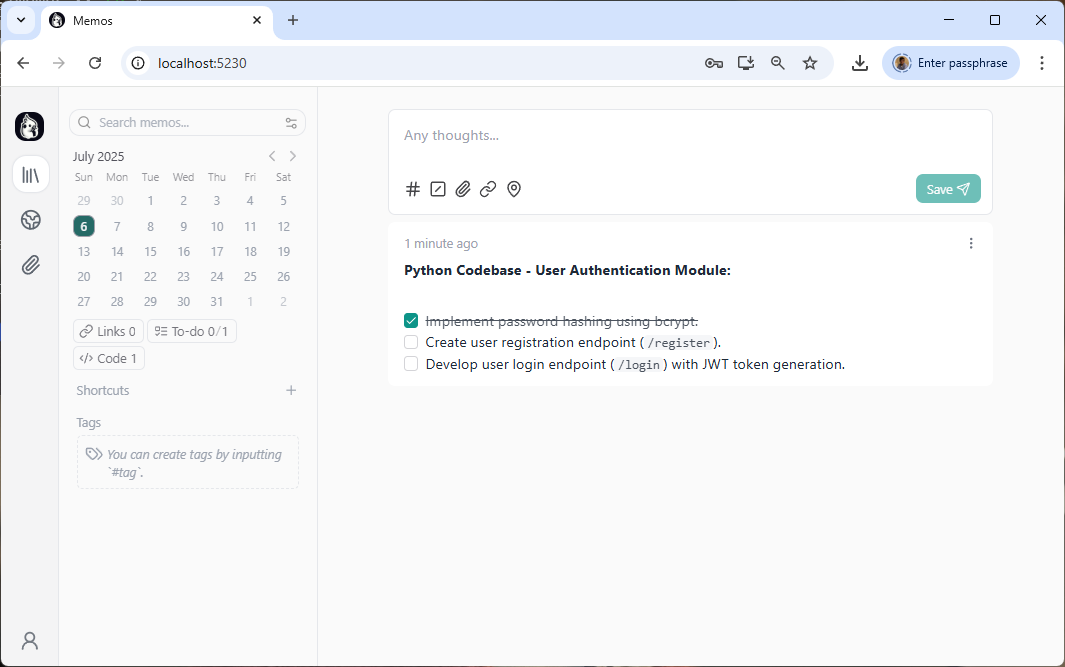 Memos
localhost:5230
Enter passphrase
Search memos...
July 2025
Sun Mon Tue Wed Thu Fri Sat
29 30 1 2 3 4 5
6 7 8 9 10 11 12
13 14 15 16 17 18 19
20 21 22 23 24 25 26
27 28 29 30 31 1 2
Links 0 To-do 0/1
Code 1
Shortcuts
Tags
You can create tags by inputting
`#tag`.
Any thoughts...
Save
1 minute ago
Python Codebase - User Authentication Module:
Implement password hashing using bcrypt.
Create user registration endpoint ( /register ).
Develop user login endpoint ( /login ) with JWT token generation.